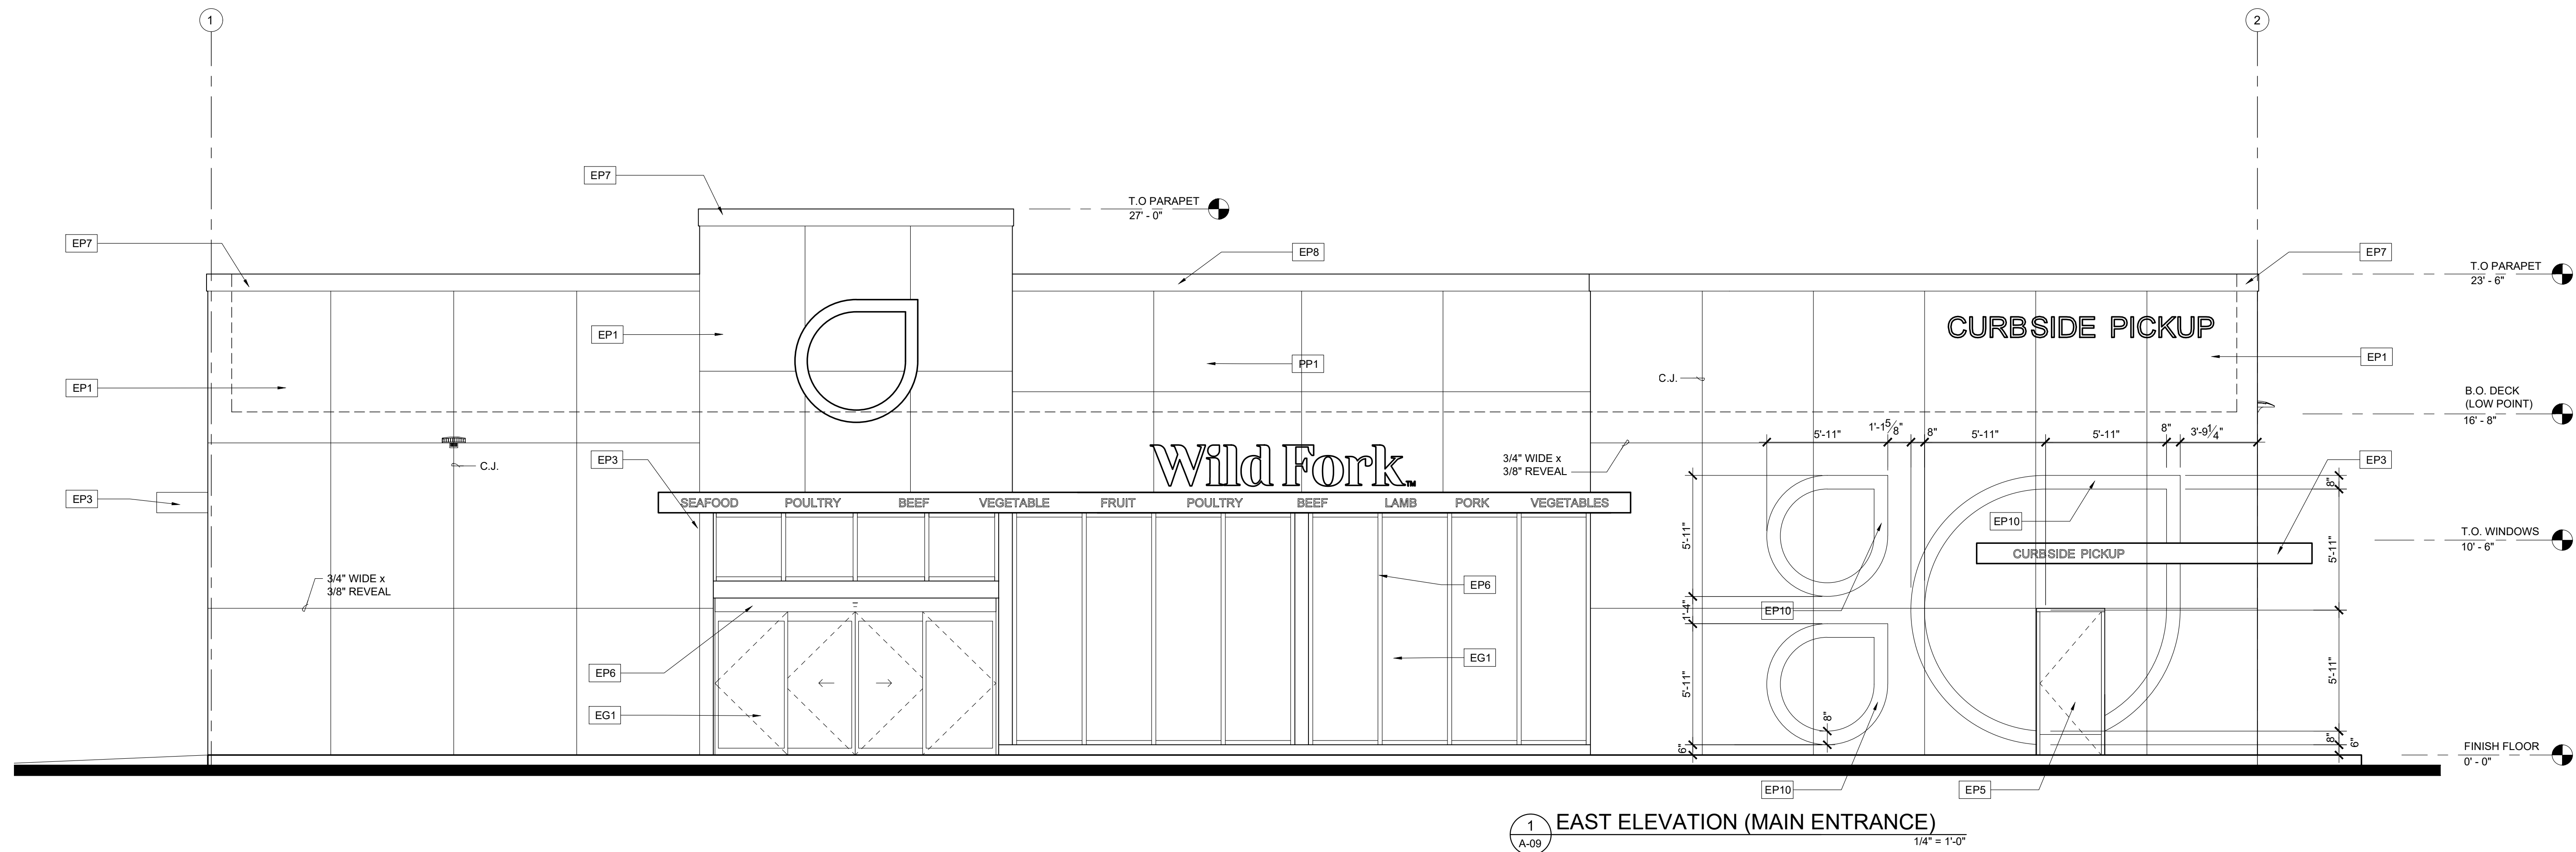 1
2
EP7
T.O PARAPET
27' - 0"
EP7
EP8
EP7
T.O PARAPET
23' - 6"
CURBSIDE PICKUP
EP1
PP1
EP1
EP1
C.J.
B.O. DECK
(LOW POINT)
16' - 8"
5'-11"
1'-1 5/8"
8"
5'-11"
5'-11"
8"
3'-9 1/4"
Wild Fork™
EP3
C.J.
3/4" WIDE x
3/8" REVEAL
EP3
EP3
8"
SEAFOOD POULTRY BEEF VEGETABLE FRUIT POULTRY BEEF LAMB PORK VEGETABLES
EP10
5'-11"
5'-11"
T.O. WINDOWS
10' - 6"
CURBSIDE PICKUP
3/4" WIDE x
3/8" REVEAL
EP6
EP10
1'-4"
EP6
EG1
5'-11"
5'-11"
EG1
8"
8"
6"
6"
FINISH FLOOR
0' - 0"
EP10
EP5
1
A-09
EAST ELEVATION (MAIN ENTRANCE)
1/4" = 1'-0"